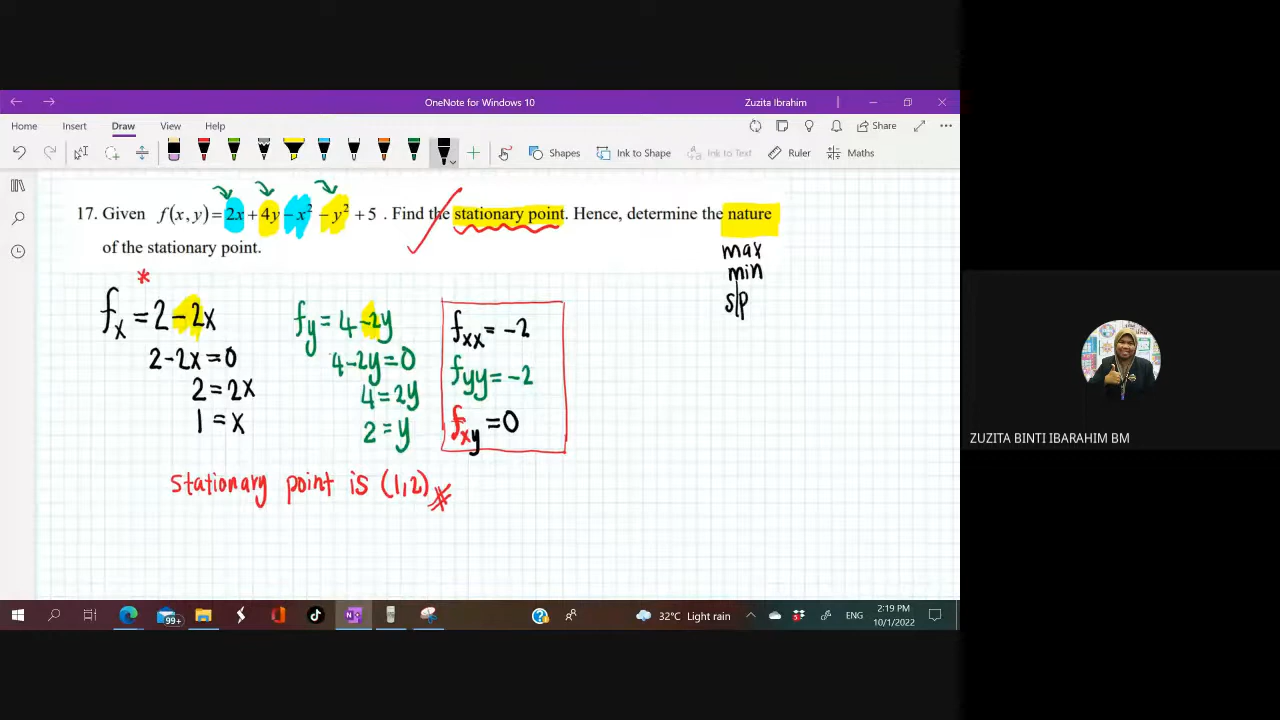 OneNote for Windows 10
Zuzita Ibrahim
Home Insert Draw View Help
Share
Shapes Ink to Shape Ink to Text Ruler Maths
17. Given f(x, y) = 2x + 4y − x² − y² + 5 . Find the stationary point. Hence, determine the nature
of the stationary point.
max
min
s/p
*
fx = 2 − 2x
2 − 2x = 0
2 = 2x
1 = x
fy = 4 − 2y
4 − 2y = 0
4 = 2y
2 = y
fxx = −2
fyy = −2
fxy = 0
stationary point is (1,2)
ZUZITA BINTI IBARAHIM BM
99+
32°C Light rain
ENG
2:19 PM
10/1/2022